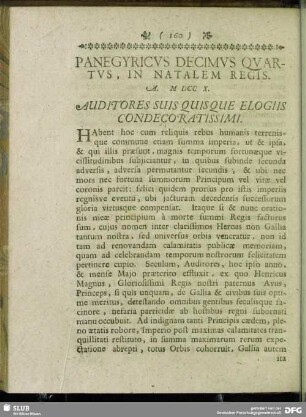 ( 160 )
PANEGYRICVS DECIMVS QVAR-
TVS, IN NATALEM REGIS.
A. M DCC X.
AUDITORES SUIS QUISQUE ELOGIIS
CONDECORATISSIMI.
HAbent hoc cum reliquis rebus humanis terrenis-
que commune etiam summa imperia, ut & ipsa,
& qui illis præsunt, magnis temporum fortunæque vi-
cissitudinibus subjiciantur, in quibus subinde secunda
adversis, adversa permutantur secundis; & ubi nec
mors nec fortuna summorum Principum vel vitæ vel
coronis parcit: felici quidem prorsus pro istis imperiis
regnisve eventu, ubi jacturam decedentis successorum
gloria virtusque compensat. Itaque si & nunc oratio-
nis meæ principium à morte summi Regis facturus
sum, cujus nomen inter clarissimos Heroas non Gallia
tantum nostra, sed universus orbis veneratur, non id
tam ad renovandam calamitatis publicæ memoriam,
quam ad celebrandam temporum nostrorum felicitatem
pertinere cupio. Seculum, Auditores, hoc ipso anno,
& mense Majo præterito effluxit, ex quo Henricus
Magnus, Gloriosissimi Regis nostri paternus Avus,
Princeps, si quis unquam, de Gallia & civibus suis opti-
me meritus, detestando omnibus gentibus seculisque fa-
cinore, nefaria parricidæ ab hostibus regni subornati
manu occubuit. Ad indignam tanti Principis cædem, ple-
no ætatis robore, Imperio post maximas calamitates tran-
quillitati restituto, in summa maximarum rerum expe-
ctatione abrepti, totus Orbis cohorruit, Gallia autem
ita
SLUB